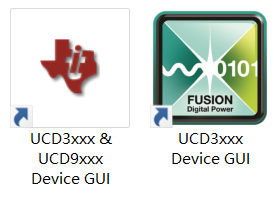 0101
FUSION
Digital Power
UCD3xxx &
UCD9xxx
Device GUI
UCD3xxx
Device GUI